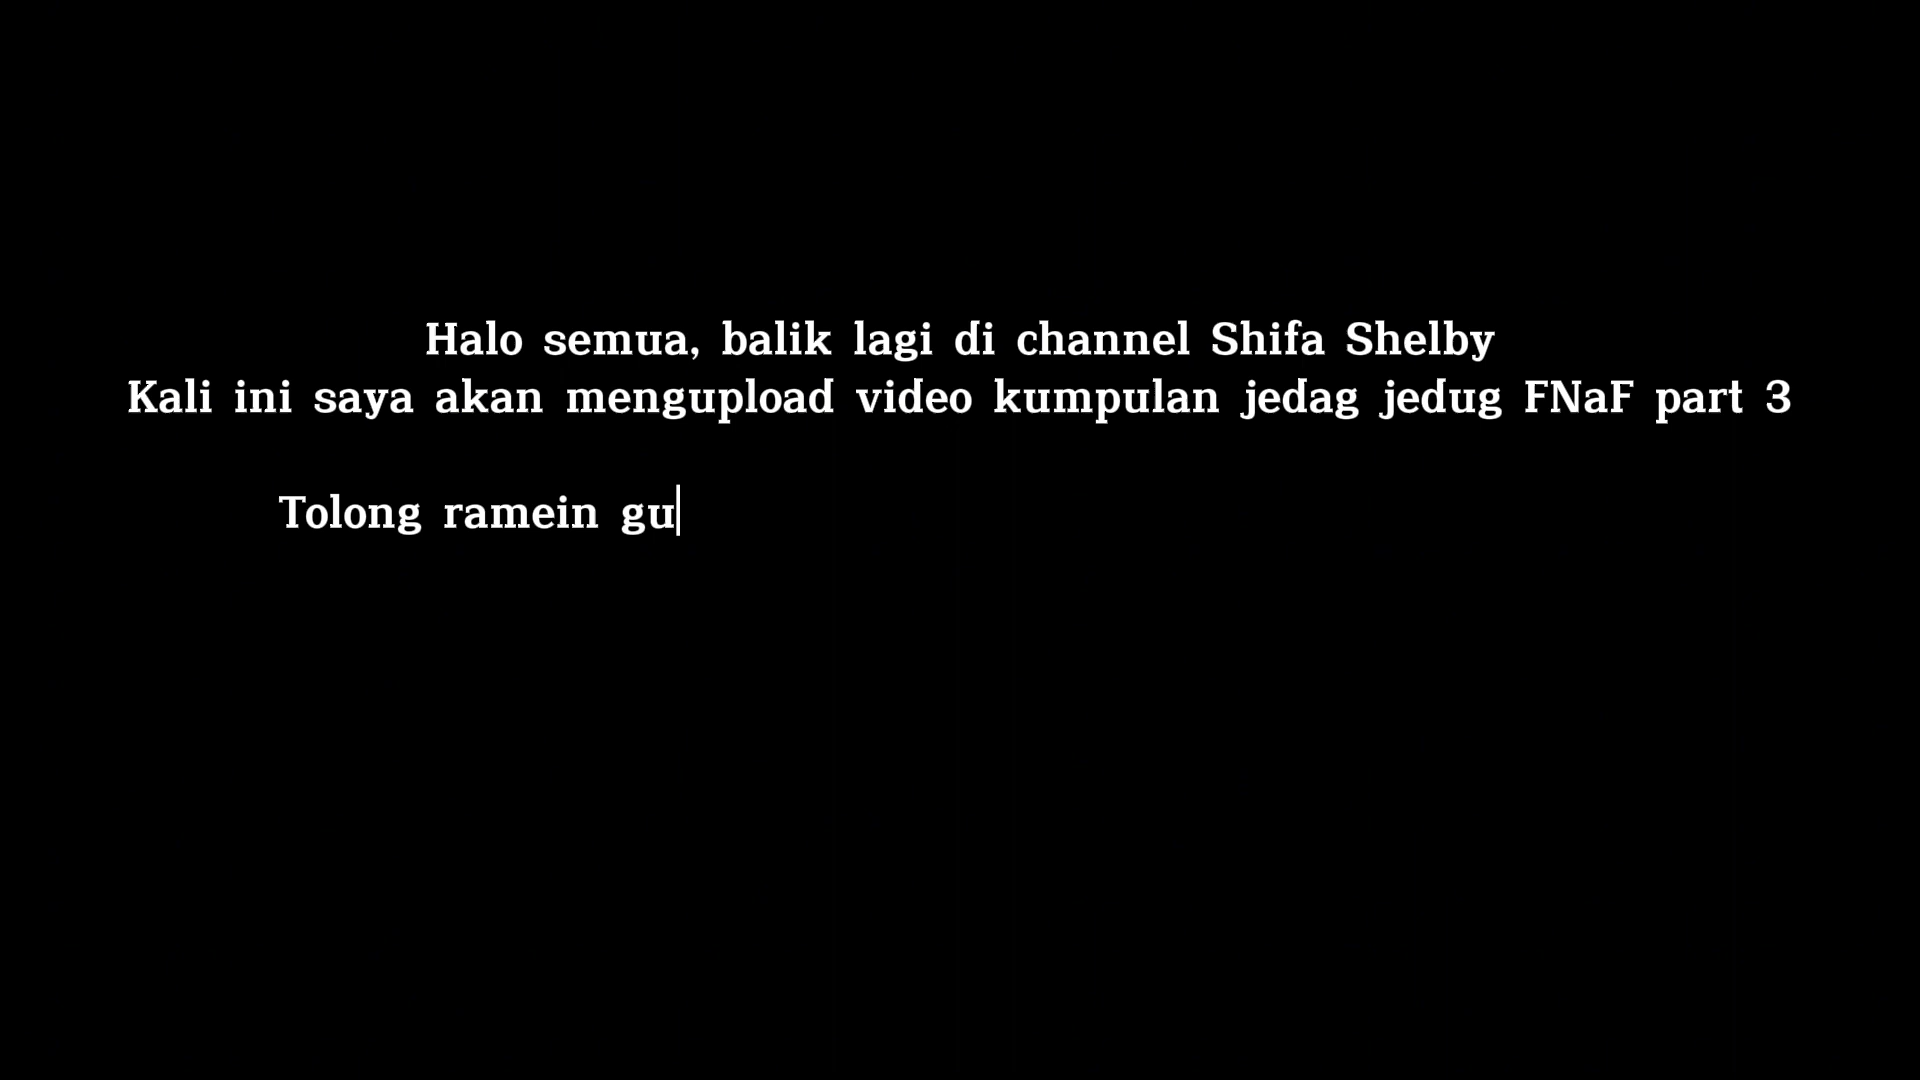 Halo semua, balik lagi di channel Shifa Shelby
Kali ini saya akan mengupload video kumpulan jedag jedug FNaF part 3
Tolong ramein gu